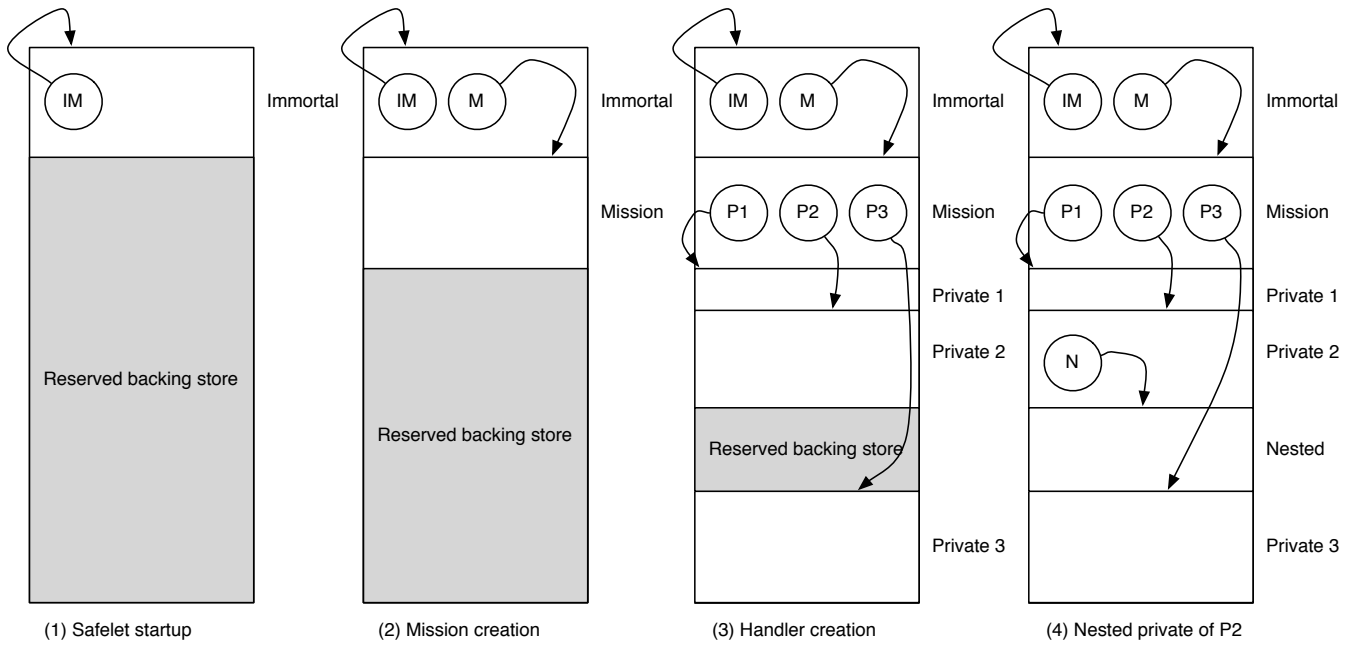 IM
Immortal
Reserved backing store
(1) Safelet startup
IM M
Immortal
Mission
Reserved backing store
(2) Mission creation
IM M
Immortal
P1 P2 P3
Mission
Private 1
Private 2
Reserved backing store
Private 3
(3) Handler creation
IM M
Immortal
P1 P2 P3
Mission
Private 1
Private 2
N
Nested
Private 3
(4) Nested private of P2